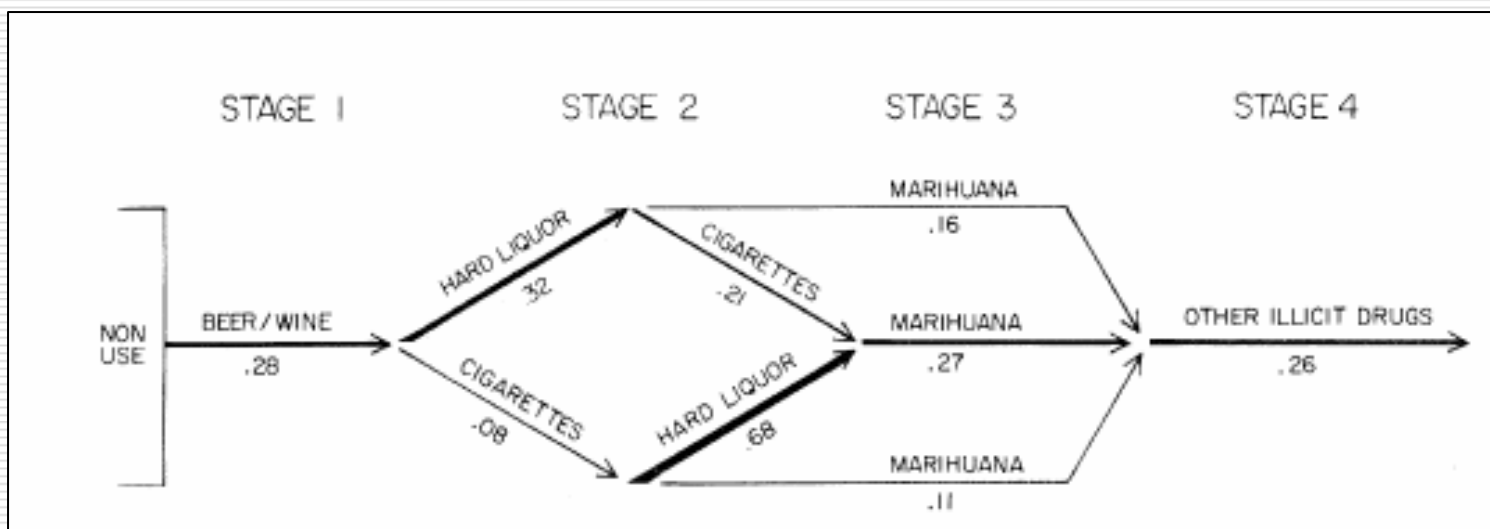 STAGE 1
STAGE 2
STAGE 3
STAGE 4
NON
USE
BEER/WINE
.28
HARD LIQUOR
.32
CIGARETTES
.08
CIGARETTES
.21
HARD LIQUOR
.68
MARIHUANA
.16
MARIHUANA
.27
MARIHUANA
.11
OTHER ILLICIT DRUGS
.26